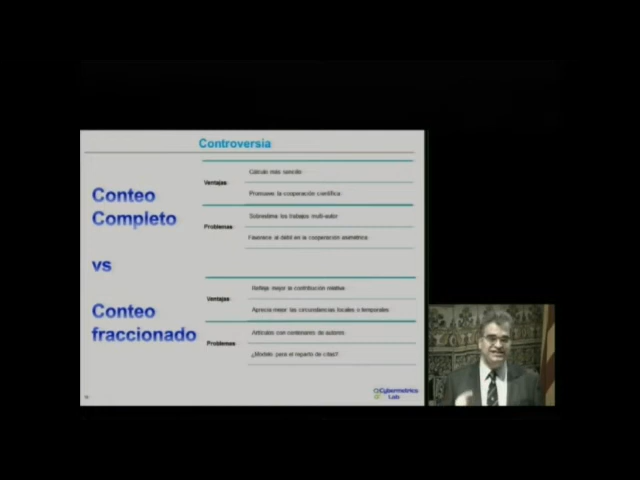 Controversia
Conteo
Completo
vs
Conteo
fraccionado
Ventajas
Cálculo más sencillo
Promueve la cooperación científica
Problemas
Sobrestima los trabajos multi-autor
Favorece al débil en la cooperación asimétrica
Ventajas
Refleja mejor la contribución relativa
Aprecia mejor las circunstancias locales o temporales
Problemas
Artículos con centenares de autores
¿Modelo para el reparto de citas?
Cybermetrics
Lab